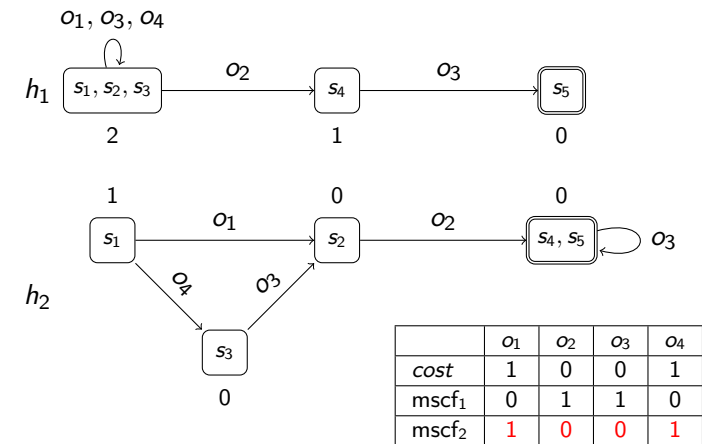 o₁, o₃, o₄
h₁ s₁, s₂, s₃ o₂ s₄ o₃ s₅
2 1 0
1 0 0
s₁ o₁ s₂ o₂ s₄, s₅ o₃
o₄ o₃
h₂
s₃
0
o₁ o₂ o₃ o₄
cost 1 0 0 1
mscf₁ 0 1 1 0
mscf₂ 1 0 0 1